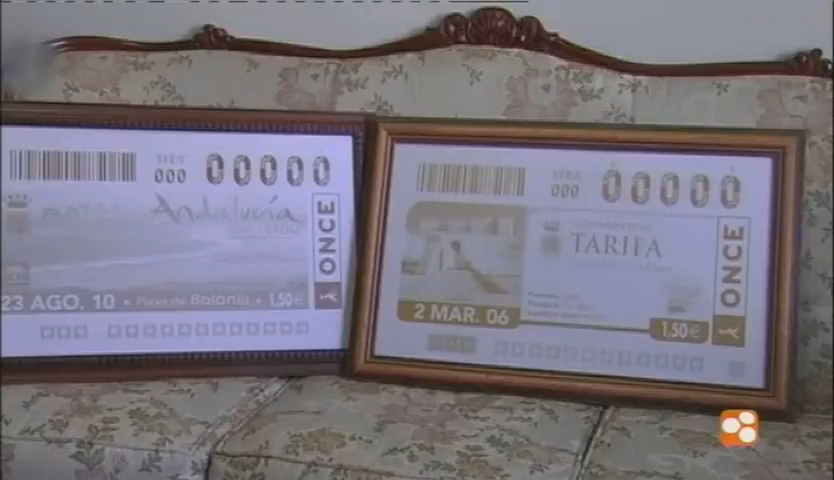 SERIE
000
00000
Andalucía
ONCE
23 AGO. 10 • Playa de Bolonia • 1,50€
SERIE
000
00000
TARIFA
ONCE
2 MAR. 06
1,50€